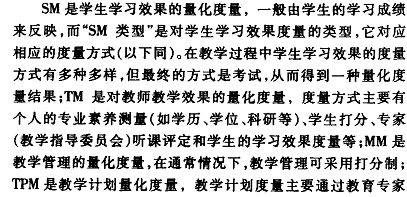 SM 是学生学习效果的量化度量，一般由学生的学习成绩
来反映，而“SM 类型”是对学生学习效果度量的类型，它对应
相应的度量方式(以下同)。在教学过程中学生学习效果的度量
方式有多种多样，但最终的方式是考试，从而得到一种量化度
量结果;TM 是对教师教学效果的量化度量，度量方式主要有
个人的专业素养测量(如学历、学位、科研等)、学生打分、专家
(教学指导委员会)听课评定和学生的学习效果度量等;MM 是
教学管理的量化度量，在通常情况下，教学管理可采用打分制;
TPM 是教学计划量化度量，教学计划度量主要通过教育专家